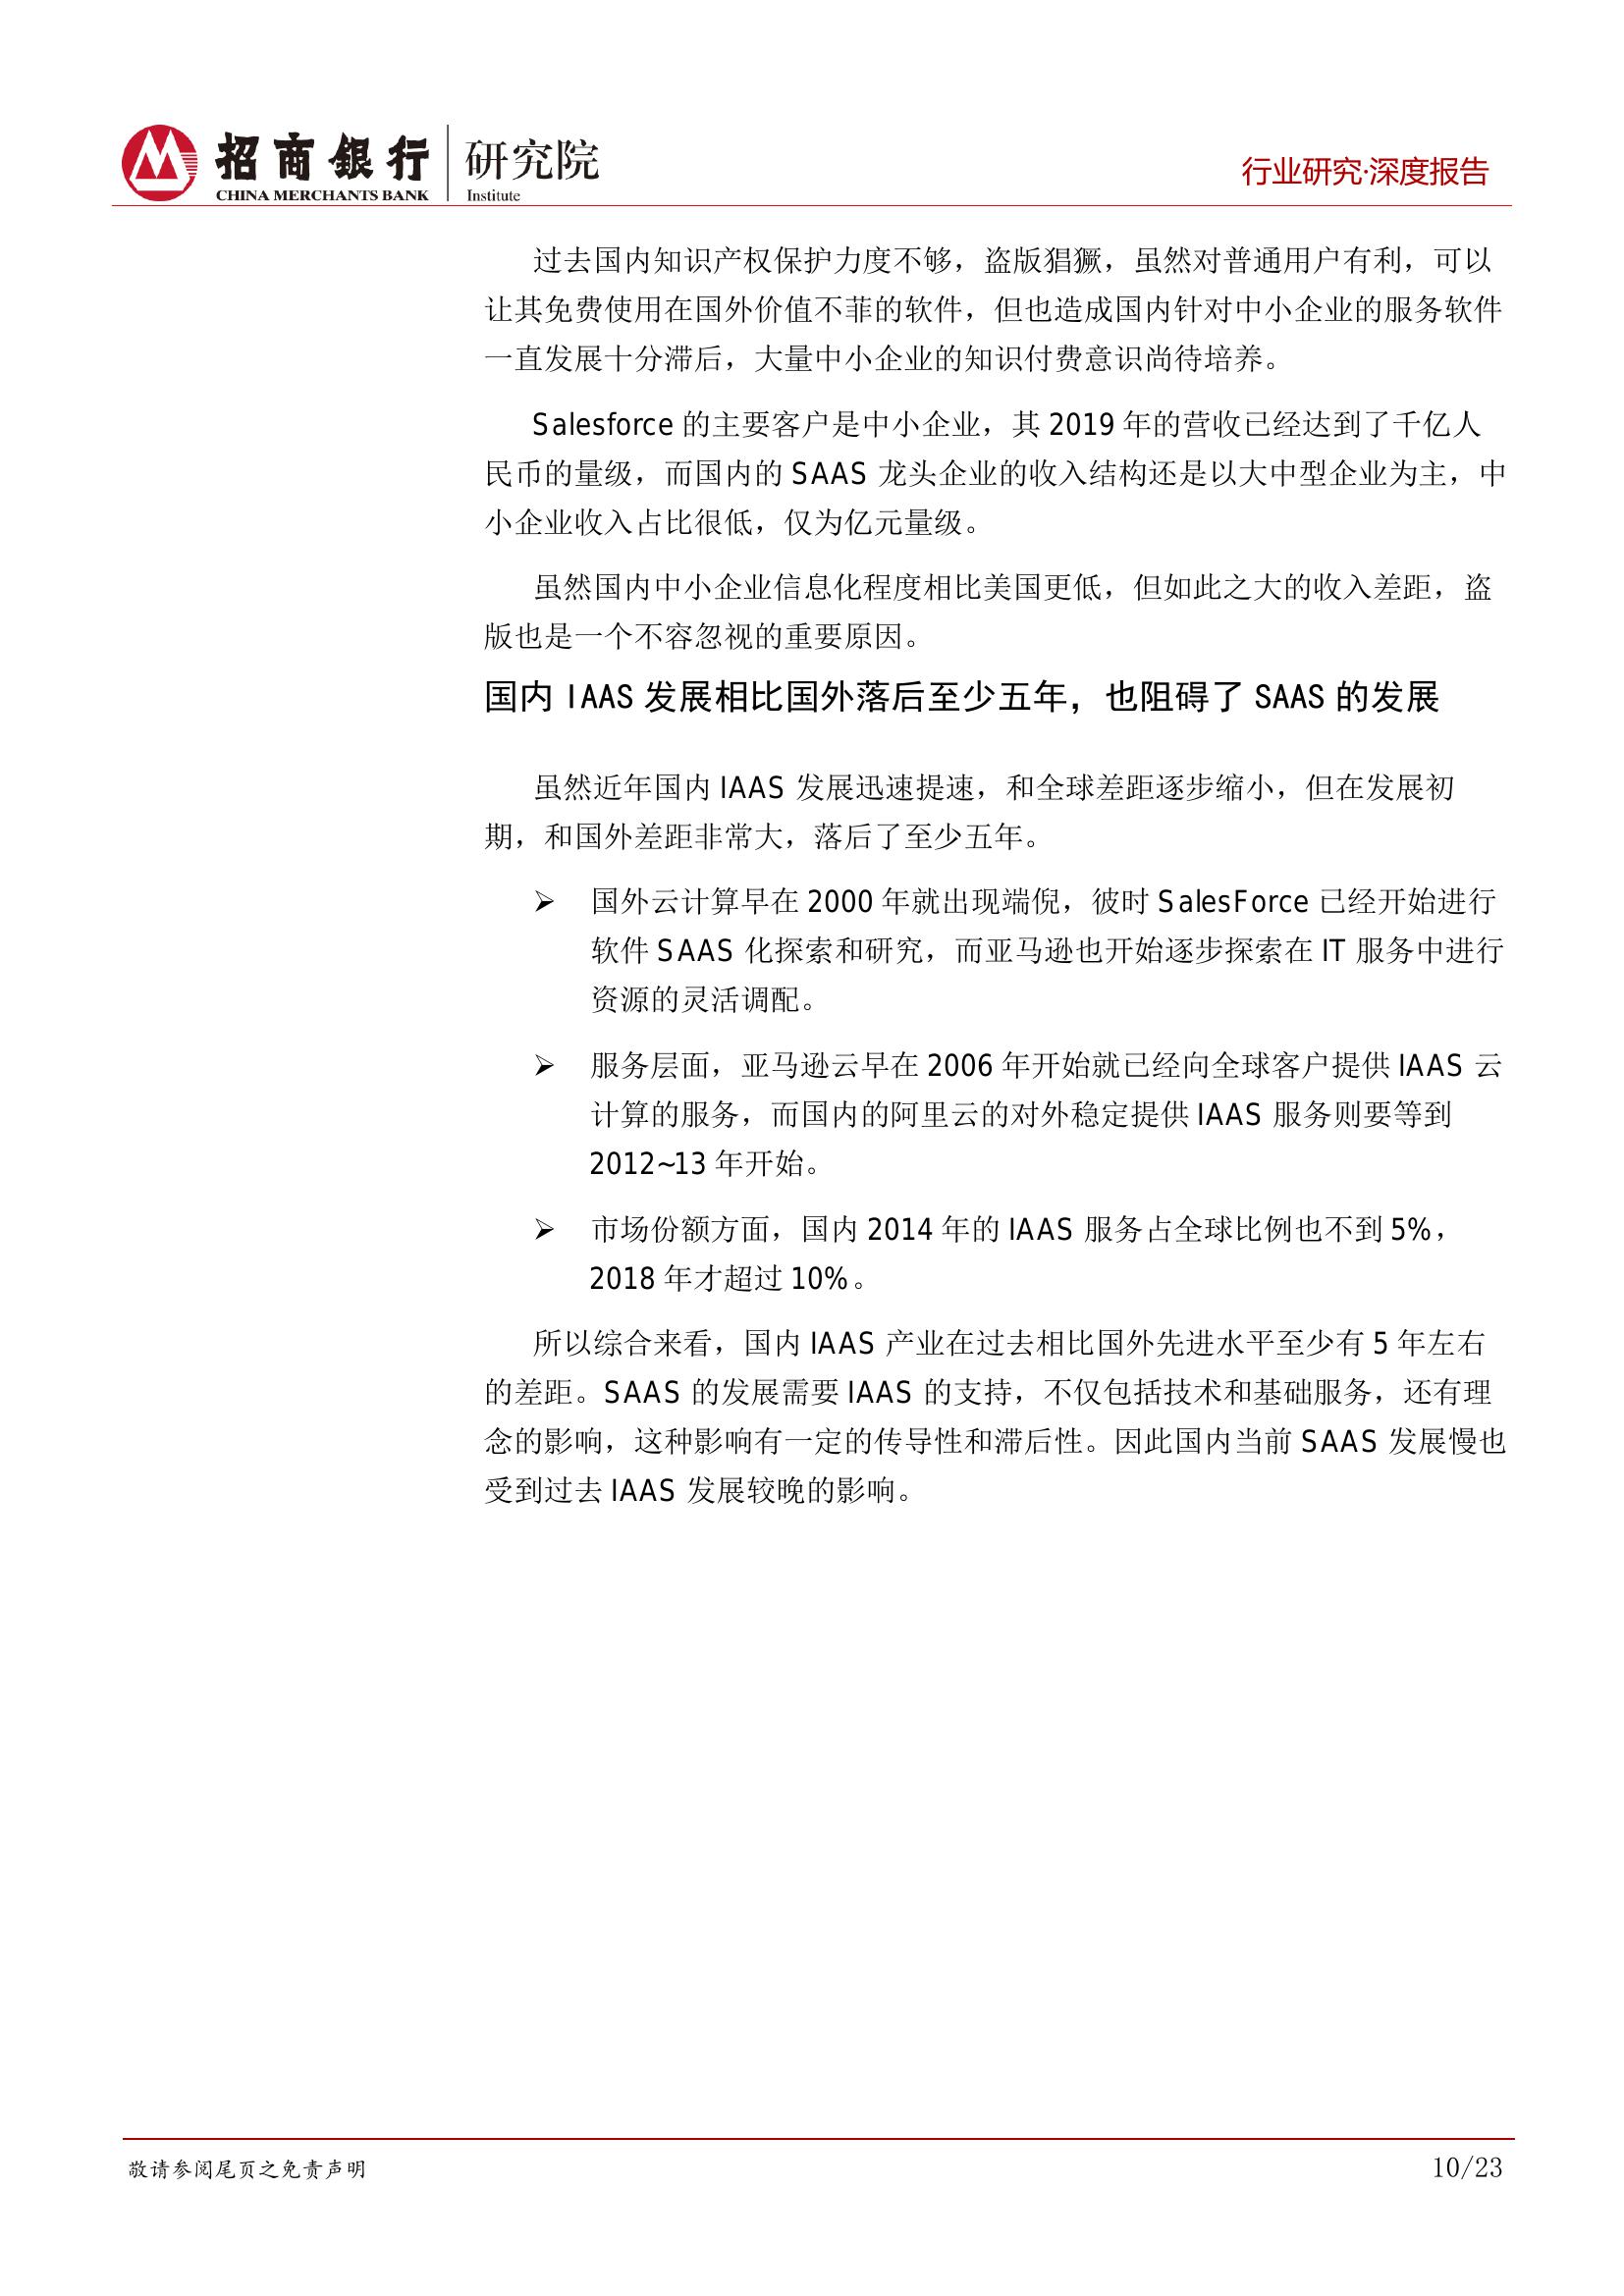 招商銀行
CHINA MERCHANTS BANK
研究院
Institute
行业研究·深度报告
过去国内知识产权保护力度不够，盗版猖獗，虽然对普通用户有利，可以
让其免费使用在国外价值不菲的软件，但也造成国内针对中小企业的服务软件
一直发展十分滞后，大量中小企业的知识付费意识尚待培养。
Salesforce 的主要客户是中小企业，其 2019 年的营收已经达到了千亿人
民币的量级，而国内的 SAAS 龙头企业的收入结构还是以大中型企业为主，中
小企业收入占比很低，仅为亿元量级。
虽然国内中小企业信息化程度相比美国更低，但如此之大的收入差距，盗
版也是一个不容忽视的重要原因。
国内 IAAS 发展相比国外落后至少五年，也阻碍了 SAAS 的发展
虽然近年国内 IAAS 发展迅速提速，和全球差距逐步缩小，但在发展初
期，和国外差距非常大，落后了至少五年。
➢ 国外云计算早在 2000 年就出现端倪，彼时 SalesForce 已经开始进行
软件 SAAS 化探索和研究，而亚马逊也开始逐步探索在 IT 服务中进行
资源的灵活调配。
➢ 服务层面，亚马逊云早在 2006 年开始就已经向全球客户提供 IAAS 云
计算的服务，而国内的阿里云的对外稳定提供 IAAS 服务则要等到
2012~13 年开始。
➢ 市场份额方面，国内 2014 年的 IAAS 服务占全球比例也不到 5%，
2018 年才超过 10%。
所以综合来看，国内 IAAS 产业在过去相比国外先进水平至少有 5 年左右
的差距。SAAS 的发展需要 IAAS 的支持，不仅包括技术和基础服务，还有理
念的影响，这种影响有一定的传导性和滞后性。因此国内当前 SAAS 发展慢也
受到过去 IAAS 发展较晚的影响。
敬请参阅尾页之免责声明
10/23